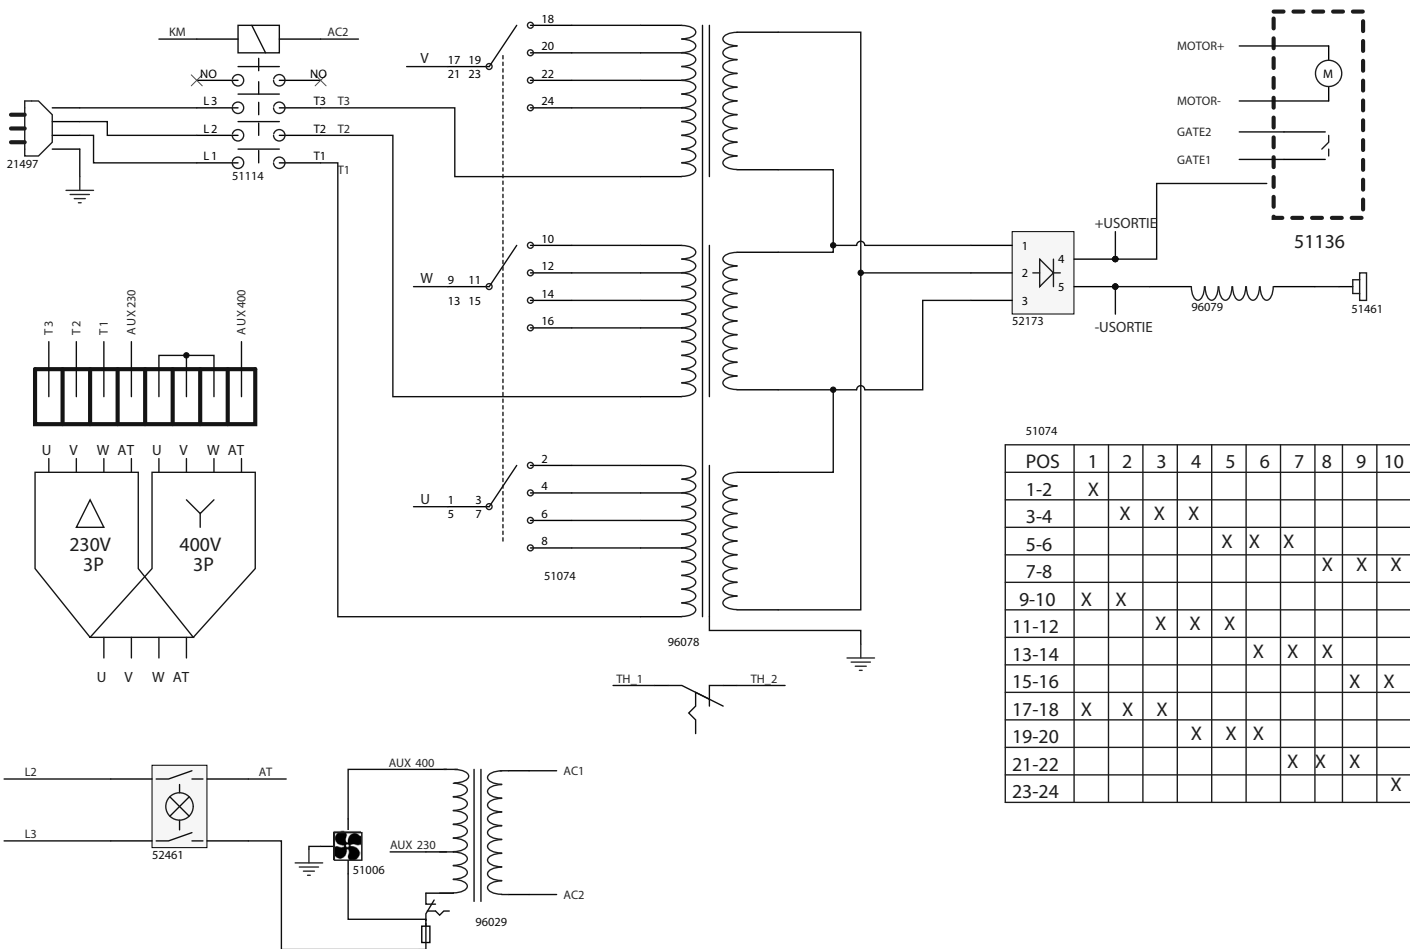 KM AC2
NO NO
L3 T3 T3
L2 T2 T2
L1 T1
T1
21497
51114
V 17 19
21 23
18
20
22
24
W 9 11
13 15
10
12
14
16
U 1 3
5 7
2
4
6
8
51074
96078
MOTOR+
MOTOR-
GATE2
GATE1
M
51136
+USORTIE
1
2
3
4
5
52173
-USORTIE
96079
51461
T3 T2 T1 AUX 230 AUX 400
U V W AT U V W AT
230V
3P
400V
3P
U V W AT
TH_1 TH_2
51074
POS 1 2 3 4 5 6 7 8 9 10
1-2 X
3-4 X X X
5-6 X X X
7-8 X X X
9-10 X X
11-12 X X X
13-14 X X X
15-16 X X
17-18 X X X
19-20 X X X
21-22 X X X
23-24 X
L2 AT
L3
52461
AUX 400
AUX 230
51006
AC1
AC2
96029